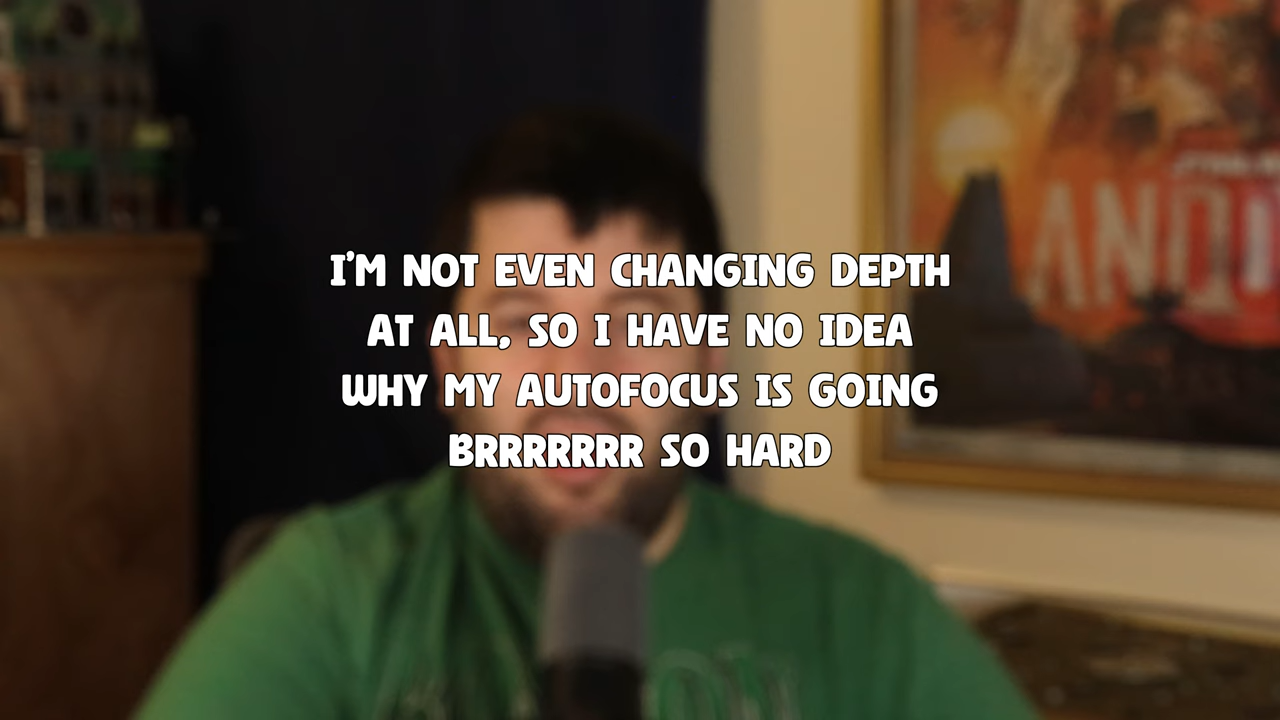 I'M NOT EVEN CHANGING DEPTH
AT ALL, SO I HAVE NO IDEA
WHY MY AUTOFOCUS IS GOING
BRRRRRRR SO HARD